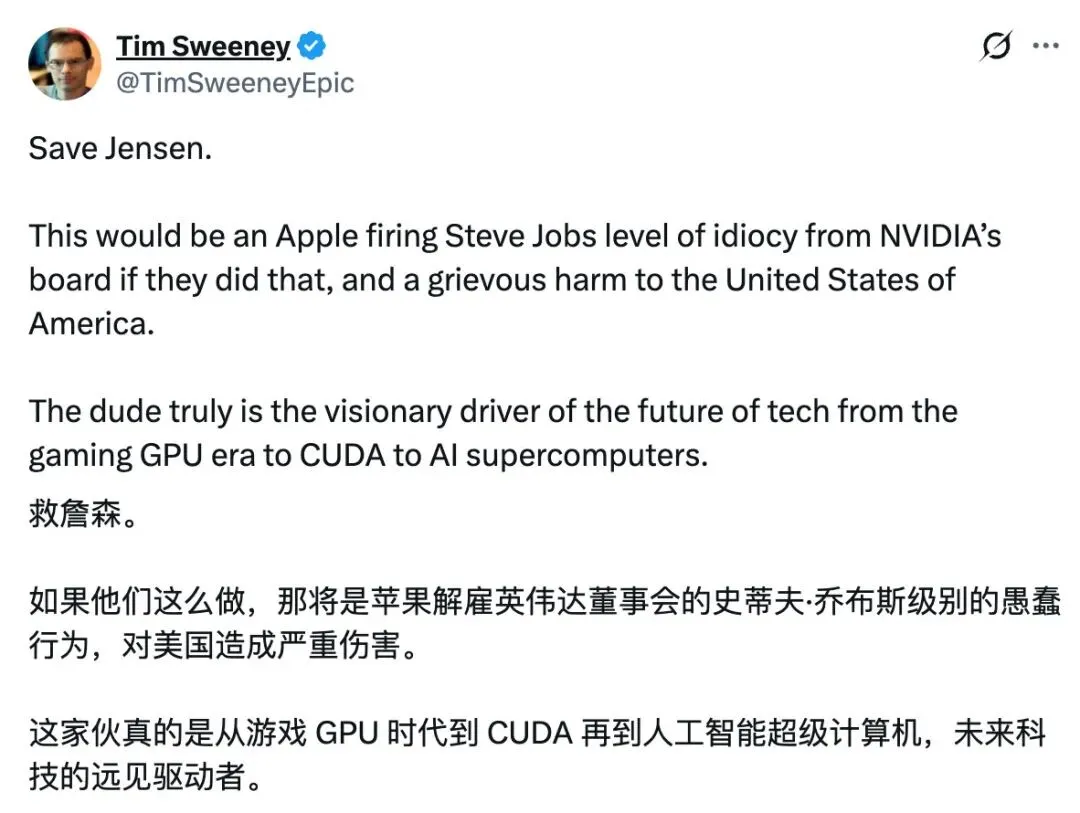 Tim Sweeney
@TimSweeneyEpic
Save Jensen.
This would be an Apple firing Steve Jobs level of idiocy from NVIDIA’s
board if they did that, and a grievous harm to the United States of
America.
The dude truly is the visionary driver of the future of tech from the
gaming GPU era to CUDA to AI supercomputers.
救詹森。
如果他们这么做，那将是苹果解雇英伟达董事会的史蒂夫·乔布斯级别的愚蠢
行为，对美国造成严重伤害。
这家伙真的是从游戏 GPU 时代到 CUDA 再到人工智能超级计算机，未来科
技的远见驱动者。